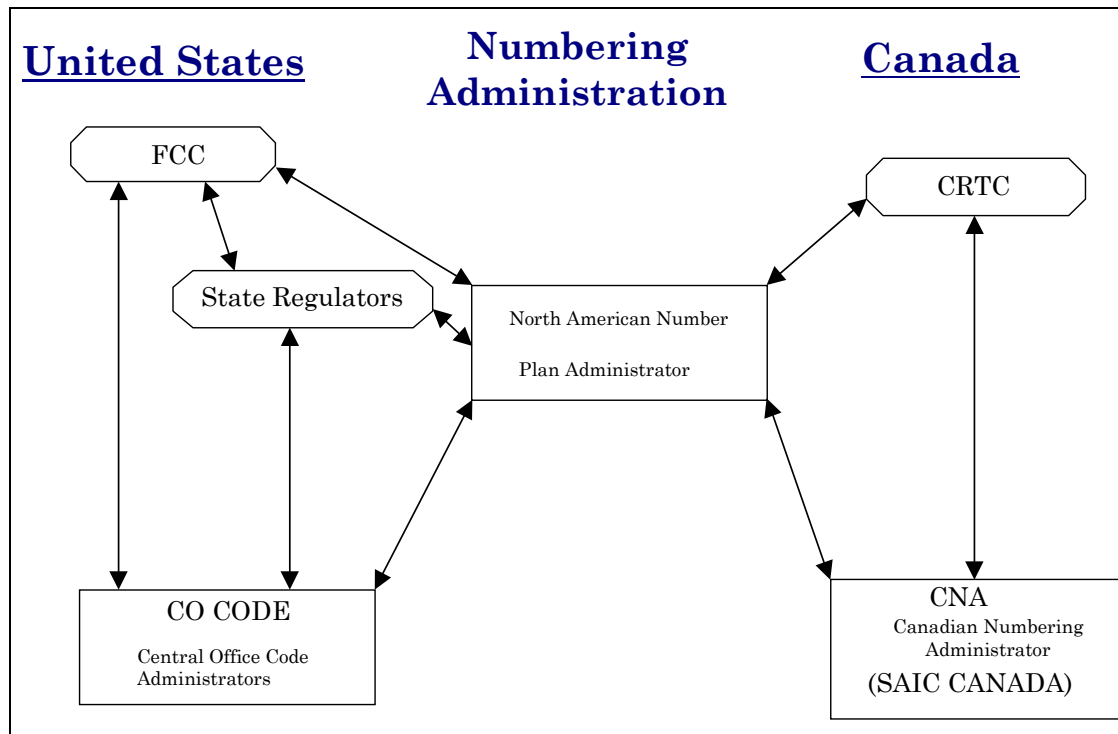 United States
Numbering
Administration
Canada
FCC
CRTC
State Regulators
North American Number
Plan Administrator
CO CODE
Central Office Code
Administrators
CNA
Canadian Numbering
Administrator
(SAIC CANADA)